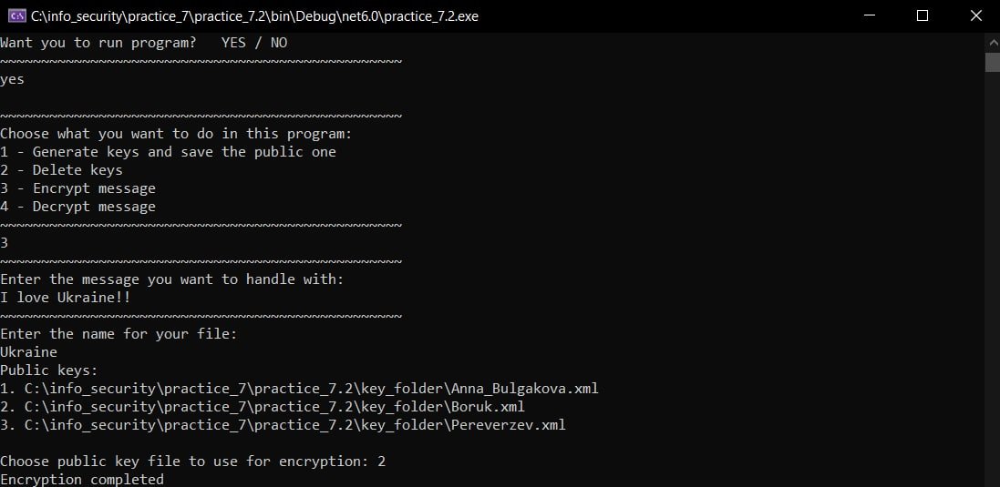 C:\info_security\practice_7\practice_7.2\bin\Debug\net6.0\practice_7.2.exe
Want you to run program?   YES / NO
~~~~~~~~~~~~~~~~~~~~~~~~~~~~~~~~~~~~~~~~~~~~~~~~~
yes
~~~~~~~~~~~~~~~~~~~~~~~~~~~~~~~~~~~~~~~~~~~~~~~~~
Choose what you want to do in this program:
1 - Generate keys and save the public one
2 - Delete keys
3 - Encrypt message
4 - Decrypt message
~~~~~~~~~~~~~~~~~~~~~~~~~~~~~~~~~~~~~~~~~~~~~~~~~
3
~~~~~~~~~~~~~~~~~~~~~~~~~~~~~~~~~~~~~~~~~~~~~~~~~
Enter the message you want to handle with:
I love Ukraine!!
~~~~~~~~~~~~~~~~~~~~~~~~~~~~~~~~~~~~~~~~~~~~~~~~~
Enter the name for your file:
Ukraine
Public keys:
1. C:\info_security\practice_7\practice_7.2\key_folder\Anna_Bulgakova.xml
2. C:\info_security\practice_7\practice_7.2\key_folder\Boruk.xml
3. C:\info_security\practice_7\practice_7.2\key_folder\Pereverzev.xml
Choose public key file to use for encryption: 2
Encryption completed